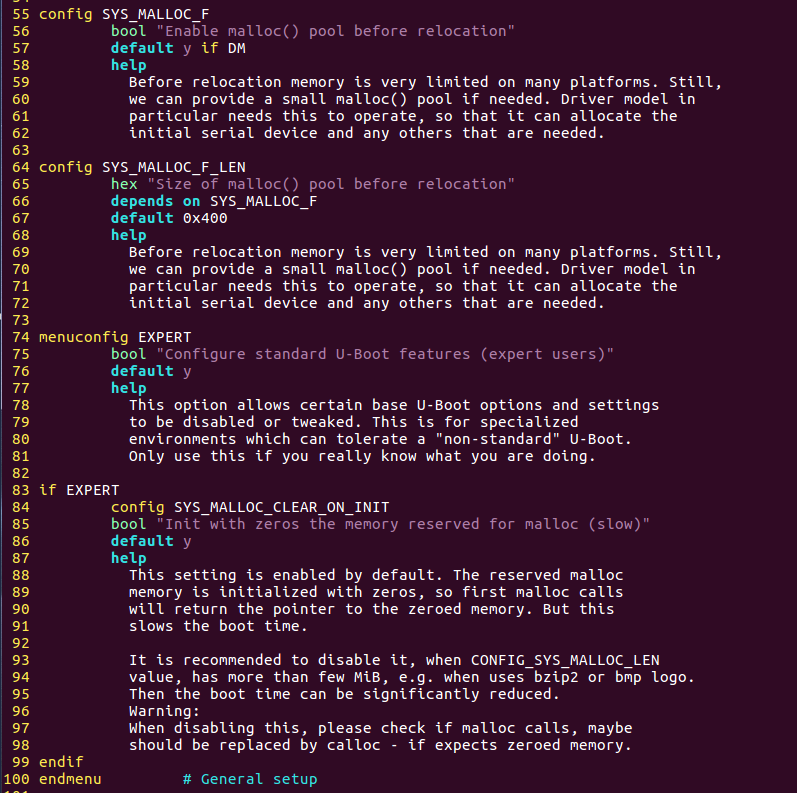 55 config SYS_MALLOC_F
56         bool "Enable malloc() pool before relocation"
57         default y if DM
58         help
59           Before relocation memory is very limited on many platforms. Still,
60           we can provide a small malloc() pool if needed. Driver model in
61           particular needs this to operate, so that it can allocate the
62           initial serial device and any others that are needed.
63
64 config SYS_MALLOC_F_LEN
65         hex "Size of malloc() pool before relocation"
66         depends on SYS_MALLOC_F
67         default 0x400
68         help
69           Before relocation memory is very limited on many platforms. Still,
70           we can provide a small malloc() pool if needed. Driver model in
71           particular needs this to operate, so that it can allocate the
72           initial serial device and any others that are needed.
73
74 menuconfig EXPERT
75         bool "Configure standard U-Boot features (expert users)"
76         default y
77         help
78           This option allows certain base U-Boot options and settings
79           to be disabled or tweaked. This is for specialized
80           environments which can tolerate a "non-standard" U-Boot.
81           Only use this if you really know what you are doing.
82
83 if EXPERT
84         config SYS_MALLOC_CLEAR_ON_INIT
85         bool "Init with zeros the memory reserved for malloc (slow)"
86         default y
87         help
88           This setting is enabled by default. The reserved malloc
89           memory is initialized with zeros, so first malloc calls
90           will return the pointer to the zeroed memory. But this
91           slows the boot time.
92
93           It is recommended to disable it, when CONFIG_SYS_MALLOC_LEN
94           value, has more than few MiB, e.g. when uses bzip2 or bmp logo.
95           Then the boot time can be significantly reduced.
96           Warning:
97           When disabling this, please check if malloc calls, maybe
98           should be replaced by calloc - if expects zeroed memory.
99 endif
100 endmenu         # General setup